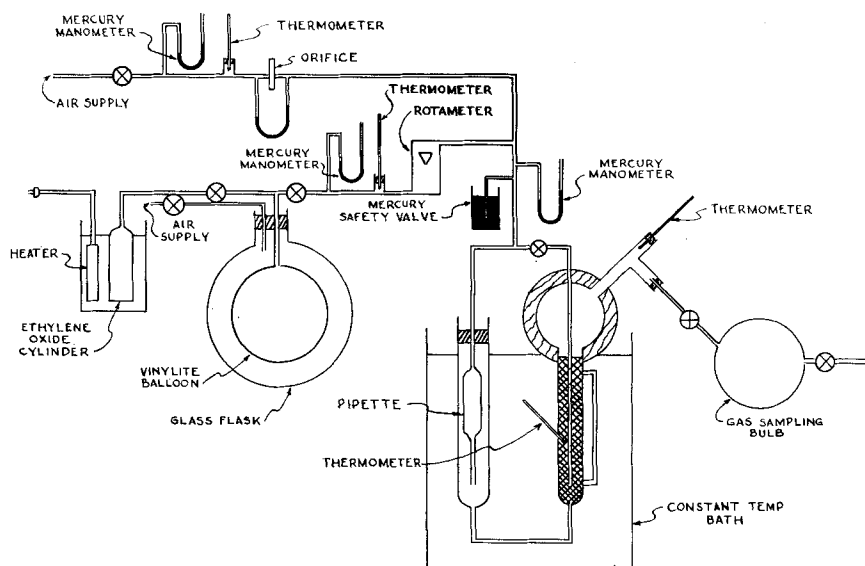 MERCURY
MANOMETER
THERMOMETER
ORIFICE
AIR SUPPLY
THERMOMETER
ROTAMETER
MERCURY
MANOMETER
MERCURY
MANOMETER
MERCURY
SAFETY VALVE
THERMOMETER
AIR
SUPPLY
HEATER
ETHYLENE
OXIDE
CYLINDER
VINYLITE
BALLOON
GLASS FLASK
PIPETTE
THERMOMETER
GAS SAMPLING
BULB
CONSTANT TEMP
BATH